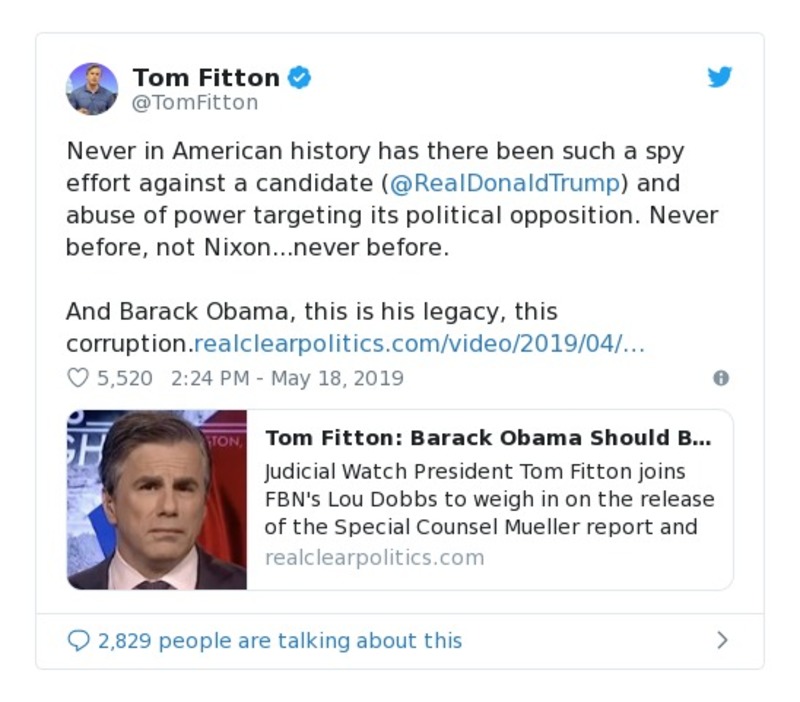 Tom Fitton
@TomFitton
Never in American history has there been such a spy
effort against a candidate (@RealDonaldTrump) and
abuse of power targeting its political opposition. Never
before, not Nixon...never before.
And Barack Obama, this is his legacy, this
corruption.realclearpolitics.com/video/2019/04/…
5,520 2:24 PM - May 18, 2019
GH
STON,
Tom Fitton: Barack Obama Should B...
Judicial Watch President Tom Fitton joins
FBN's Lou Dobbs to weigh in on the release
of the Special Counsel Mueller report and
realclearpolitics.com
2,829 people are talking about this